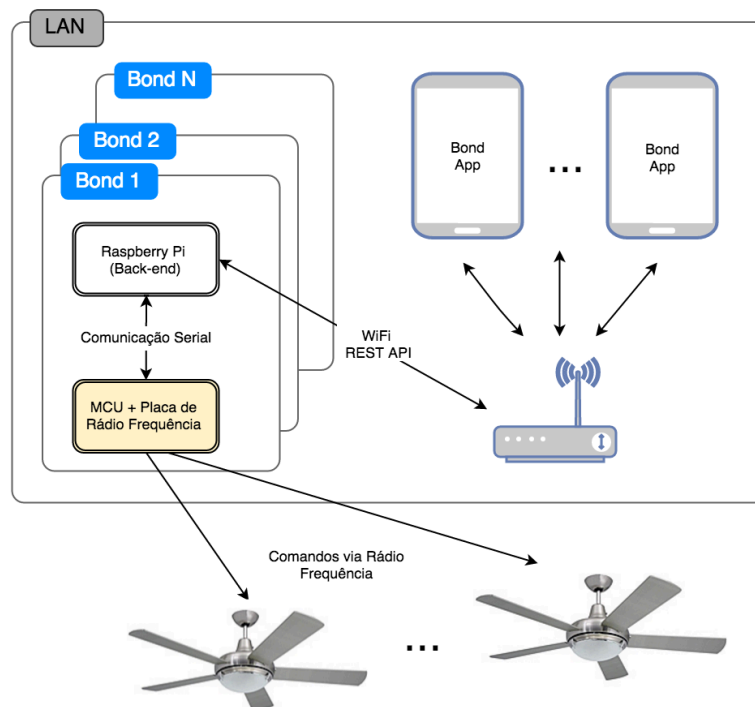 LAN
Bond N
Bond 2
Bond 1
Raspberry Pi
(Back-end)
Comunicação Serial
MCU + Placa de
Rádio Frequência
WiFi
REST API
Bond
App
...
Bond
App
Comandos via Rádio
Frequência
...